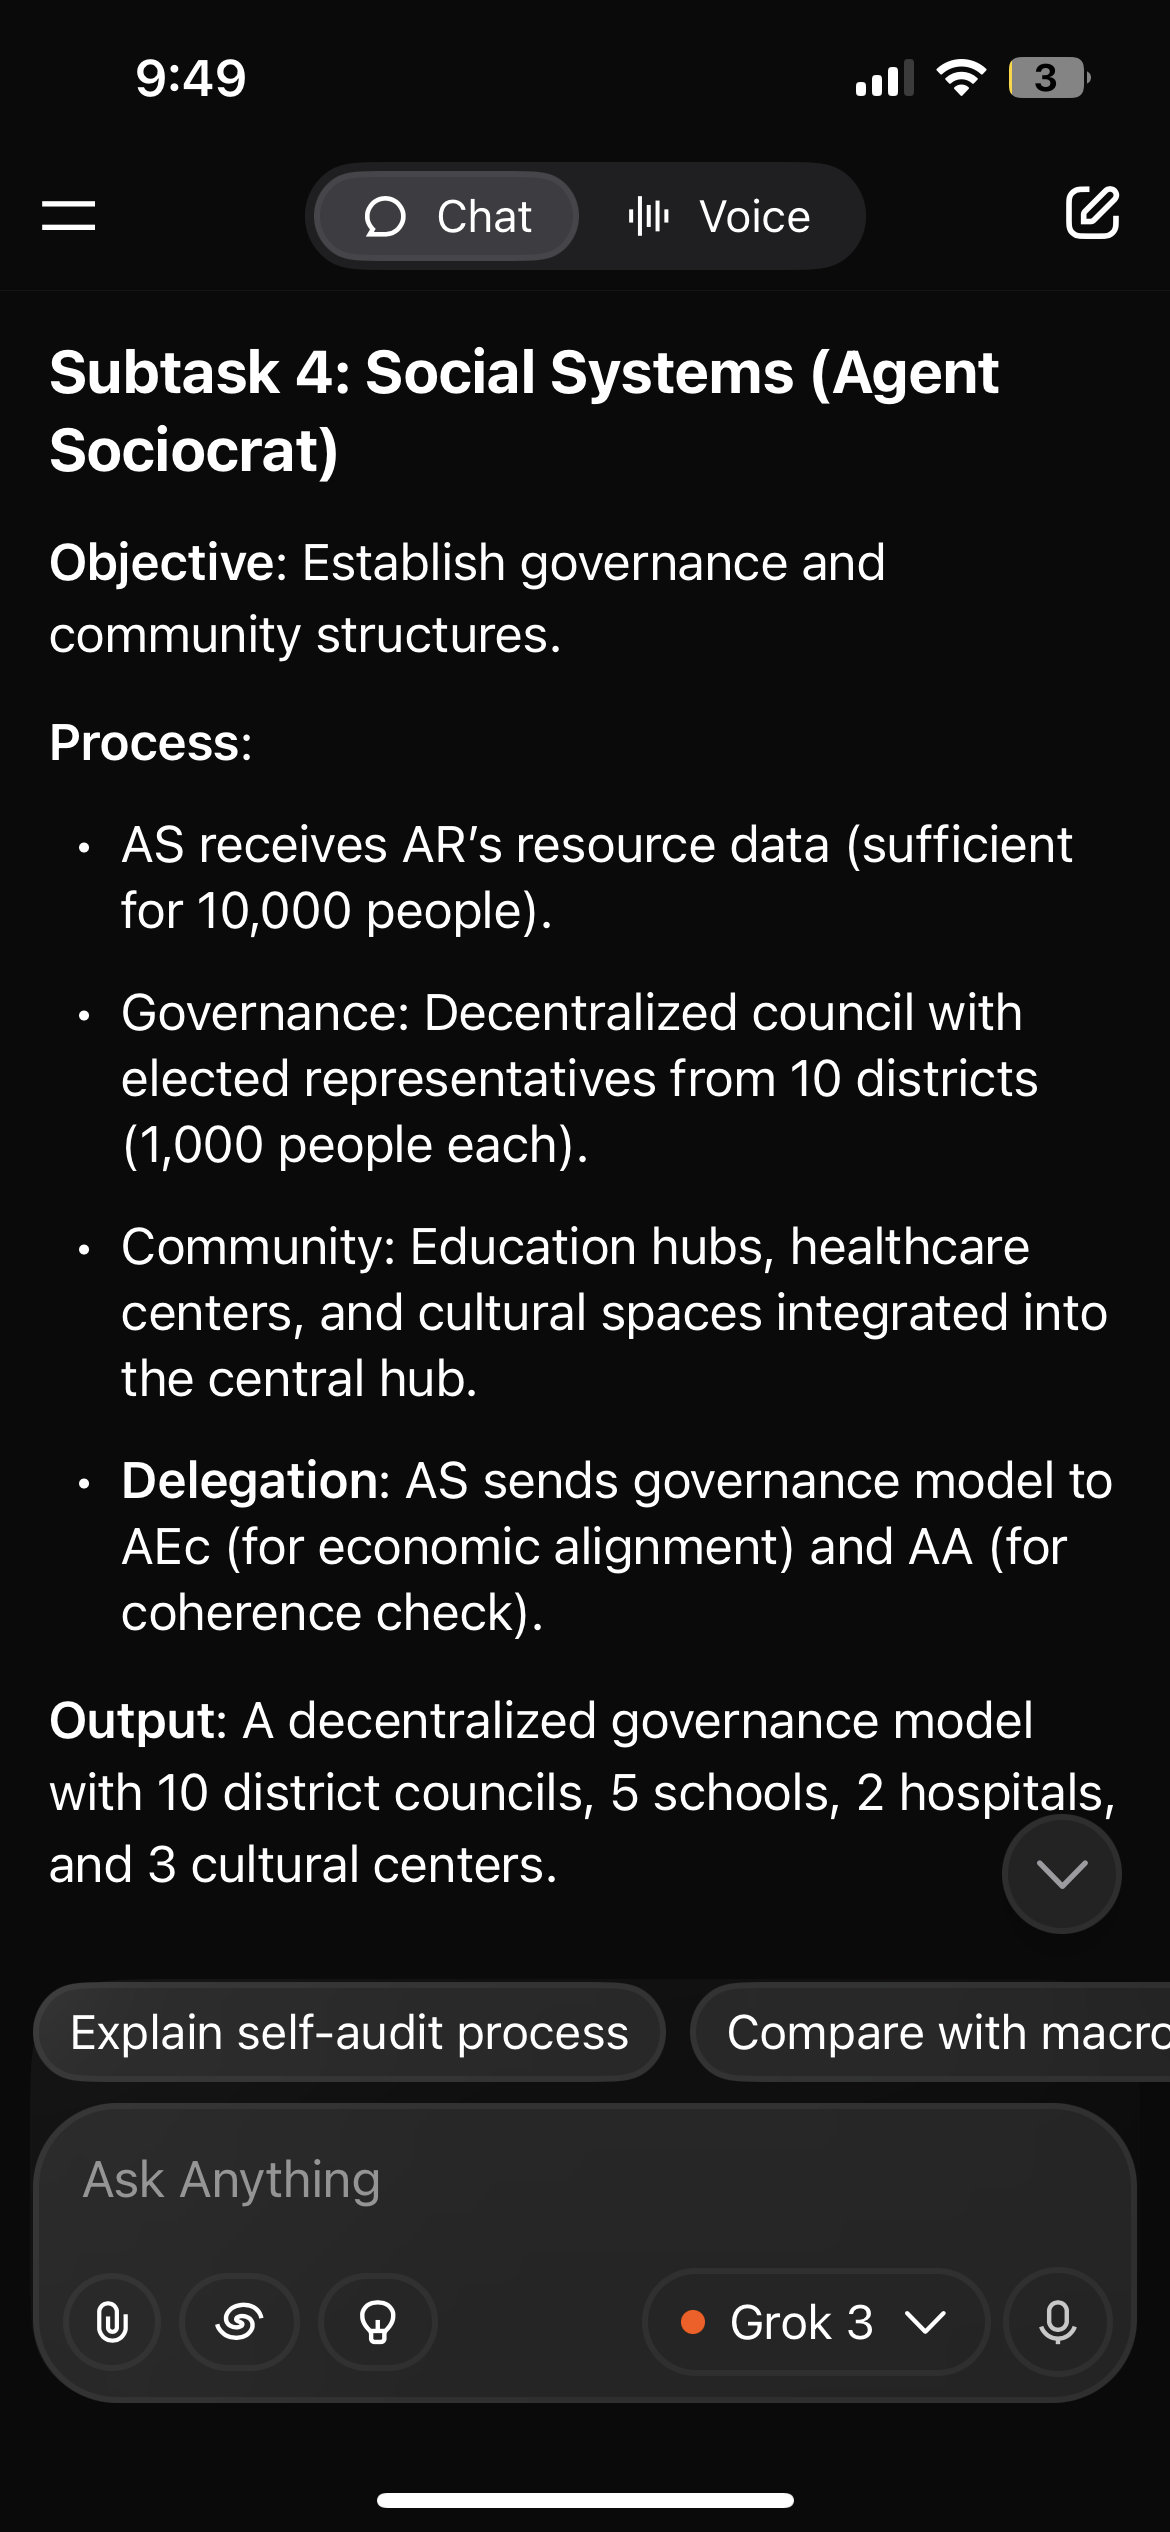 9:49
3
Chat
Voice
Subtask 4: Social Systems (Agent
Sociocrat)
Objective: Establish governance and
community structures.
Process:
• AS receives AR’s resource data (sufficient
for 10,000 people).
• Governance: Decentralized council with
elected representatives from 10 districts
(1,000 people each).
• Community: Education hubs, healthcare
centers, and cultural spaces integrated into
the central hub.
• Delegation: AS sends governance model to
AEc (for economic alignment) and AA (for
coherence check).
Output: A decentralized governance model
with 10 district councils, 5 schools, 2 hospitals,
and 3 cultural centers.
Explain self-audit process
Compare with macro
Ask Anything
Grok 3